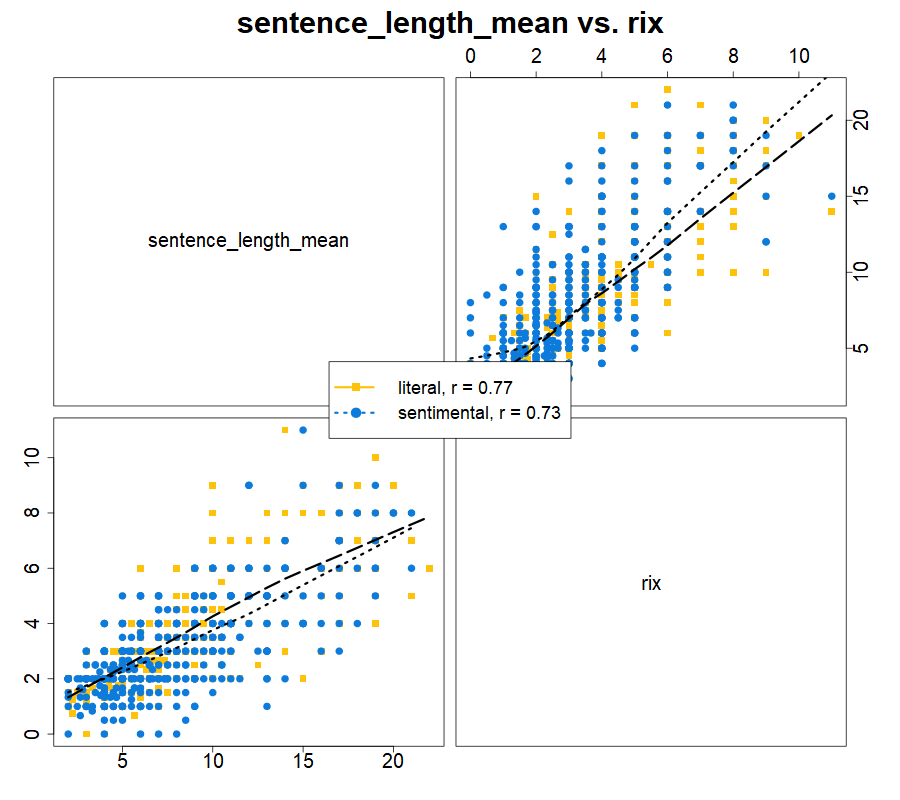 sentence_length_mean vs. rix
0 2 4 6 8 10
sentence_length_mean
5 10 15 20
literal, r = 0.77
sentimental, r = 0.73
0 2 4 6 8 10
rix
5 10 15 20